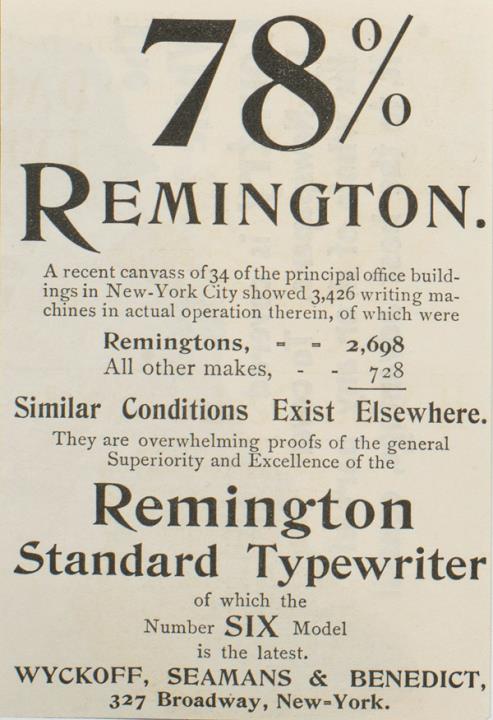 78%
REMINGTON.
A recent canvass of 34 of the principal office build-
ings in New-York City showed 3,426 writing ma-
chines in actual operation therein, of which were
Remingtons, - - 2,698
All other makes, - - 728
Similar Conditions Exist Elsewhere.
They are overwhelming proofs of the general
Superiority and Excellence of the
Remington
Standard Typewriter
of which the
Number SIX Model
is the latest.
WYCKOFF, SEAMANS & BENEDICT,
327 Broadway, New-York.